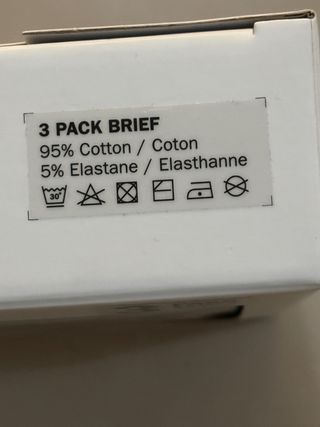 3 PACK BRIEF
95% Cotton / Coton
5% Elastane / Elasthanne
30°